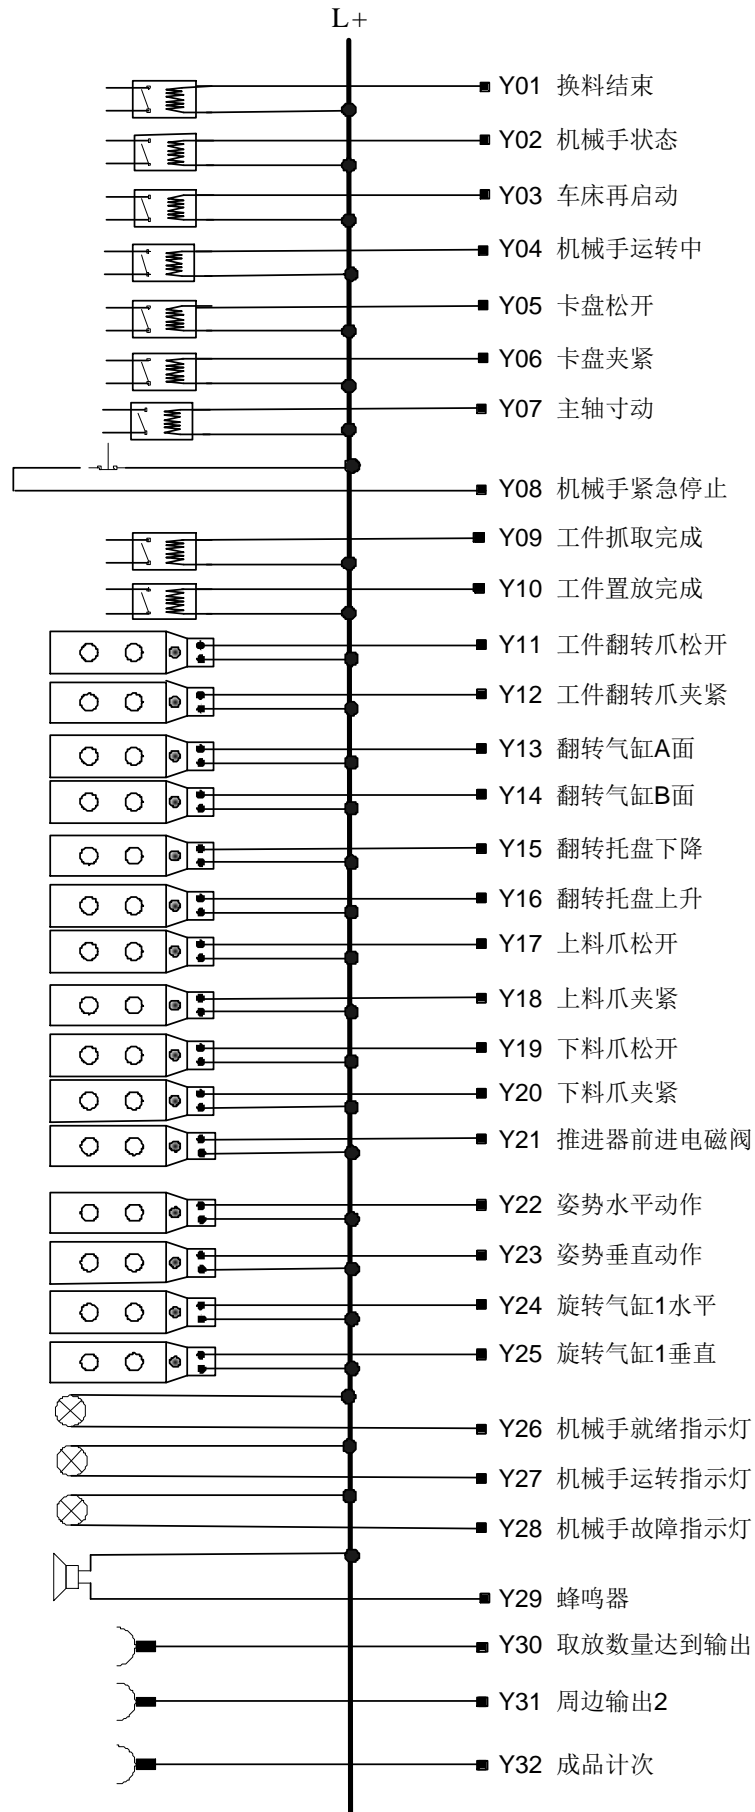 L+
Y01 换料结束
Y02 机械手状态
Y03 车床再启动
Y04 机械手运转中
Y05 卡盘松开
Y06 卡盘夹紧
Y07 主轴寸动
Y08 机械手紧急停止
Y09 工件抓取完成
Y10 工件置放完成
Y11 工件翻转爪松开
Y12 工件翻转爪夹紧
Y13 翻转气缸A面
Y14 翻转气缸B面
Y15 翻转托盘下降
Y16 翻转托盘上升
Y17 上料爪松开
Y18 上料爪夹紧
Y19 下料爪松开
Y20 下料爪夹紧
Y21 推进器前进电磁阀
Y22 姿势水平动作
Y23 姿势垂直动作
Y24 旋转气缸1水平
Y25 旋转气缸1垂直
Y26 机械手就绪指示灯
Y27 机械手运转指示灯
Y28 机械手故障指示灯
Y29 蜂鸣器
Y30 取放数量达到输出
Y31 周边输出2
Y32 成品计次